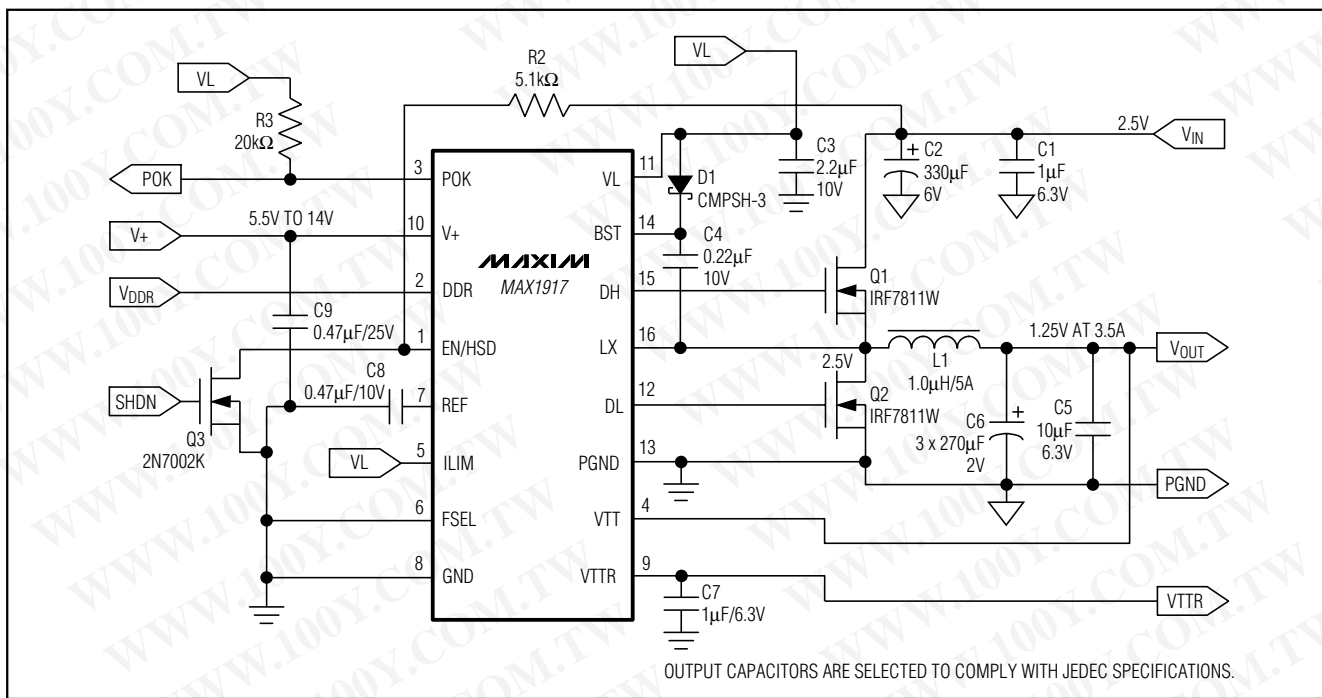 VL
R2
5.1kΩ
VL
R3
20kΩ
2.5V
VIN
C3
2.2µF
10V
C2
330µF
6V
C1
1µF
6.3V
POK
3
POK
VL
11
D1
CMPSH-3
5.5V TO 14V
V+
10
V+
BST
14
C4
0.22µF
10V
MAXIM
MAX1917
VDDR
2
DDR
DH
15
Q1
IRF7811W
C9
0.47µF/25V
1
EN/HSD
LX
16
2.5V
L1
1.0µH/5A
1.25V AT 3.5A
VOUT
C8
0.47µF/10V
SHDN
7
REF
DL
12
Q2
IRF7811W
Q3
2N7002K
C6
3 x 270µF
2V
C5
10µF
6.3V
VL
5
ILIM
PGND
13
PGND
6
FSEL
VTT
4
8
GND
VTTR
9
C7
1µF/6.3V
VTTR
OUTPUT CAPACITORS ARE SELECTED TO COMPLY WITH JEDEC SPECIFICATIONS.
WWW.100Y.COM.TW